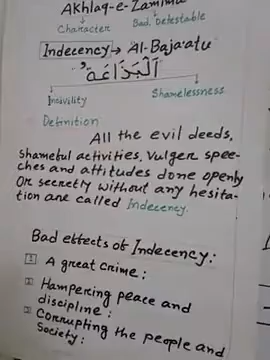 Akhlaq-e-Zamima
Character Bad, Detestable
Indecency → Al-Baja'atu
اَلْبَذَاعَةُ
Incivility Shamelessness
Definition
All the evil deeds,
Shameful activities, Vulger spee-
ches and attitudes done openly
Or secretly without any hesita-
tion are called Indecency.
Bad effects of Indecency:
1 A great crime:
2 Hampering peace and
discipline:
3 Corrupting the people and
Society: